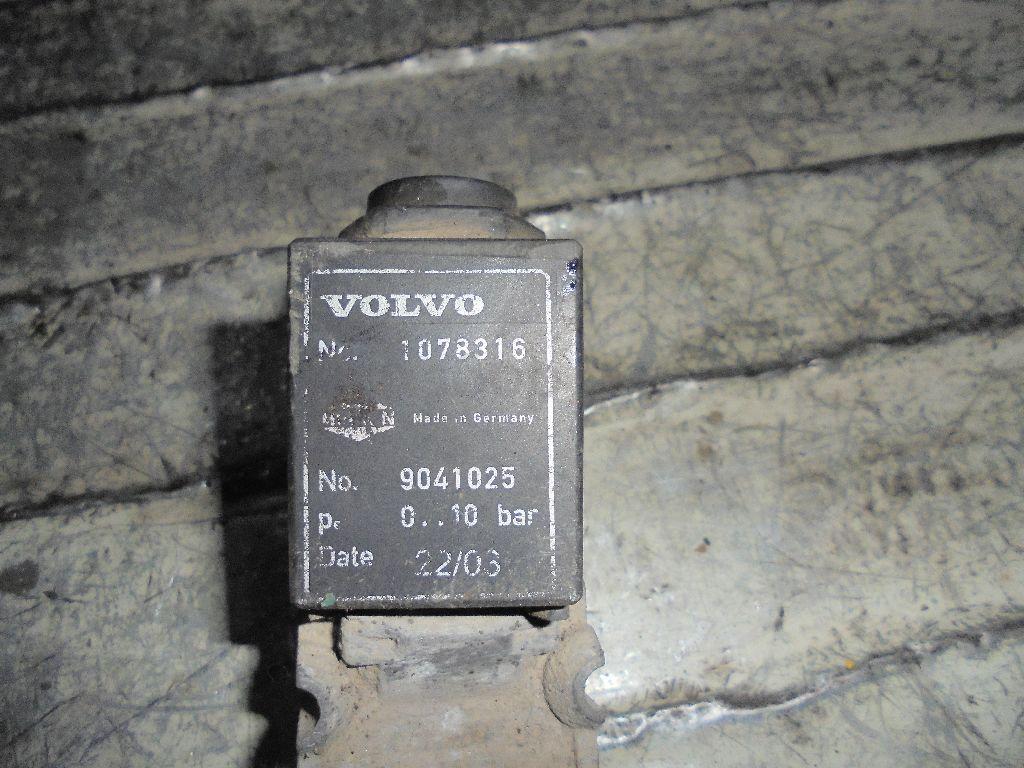 VOLVO
No. 1078316
Made in Germany
No. 9041025
pe 0..10 bar
Date 22/03